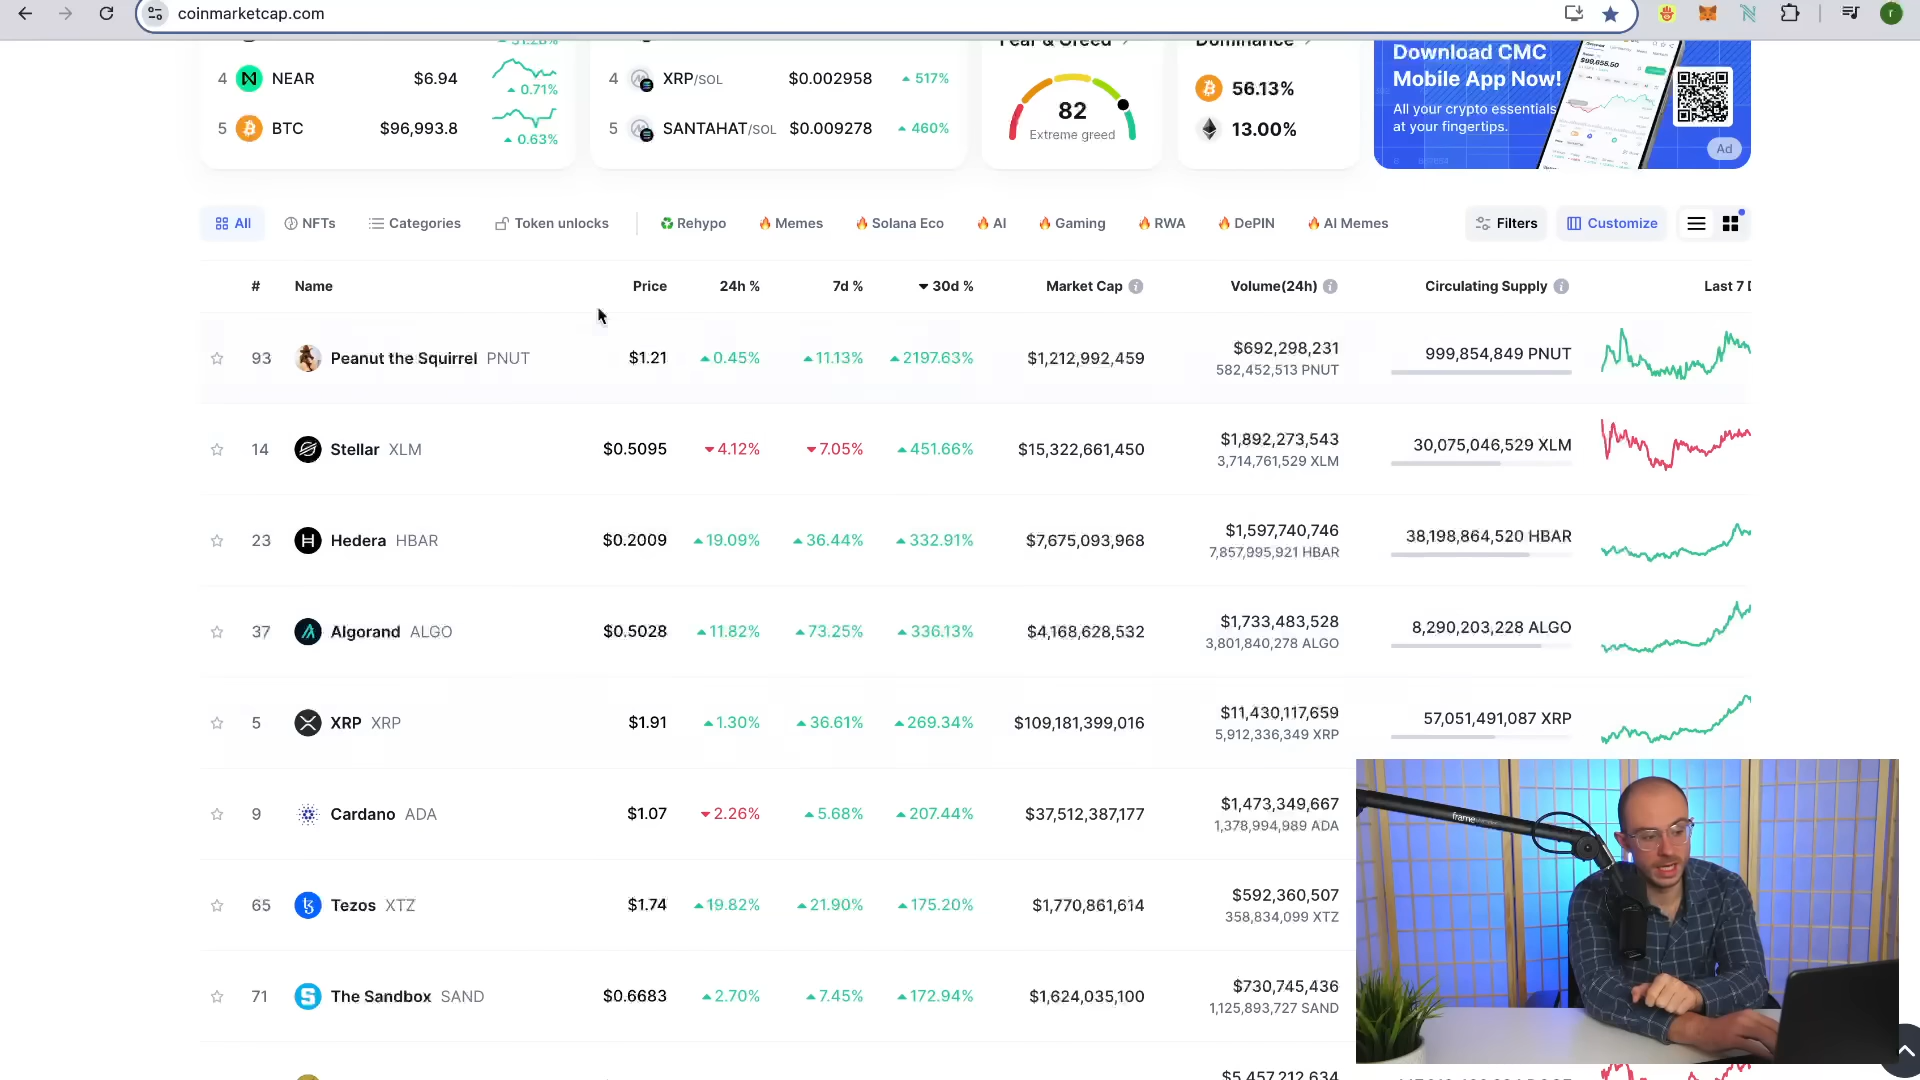 coinmarketcap.com
r
31.28%
Fear & Greed
Dominance
4 NEAR $6.94 0.71%
5 BTC $96,993.8 0.63%
4 XRP/SOL $0.002958 517%
5 SANTAHAT/SOL $0.009278 460%
82
Extreme greed
56.13%
13.00%
Download CMC
Mobile App Now!
All your crypto essentials
at your fingertips.
Ad
All NFTs Categories Token unlocks Rehypo Memes Solana Eco AI Gaming RWA DePIN AI Memes Filters Customize
# Name Price 24h % 7d % 30d % Market Cap Volume(24h) Circulating Supply Last 7 D
93 Peanut the Squirrel PNUT $1.21 0.45% 11.13% 2197.63% $1,212,992,459 $692,298,231 999,854,849 PNUT
582,452,513 PNUT
14 Stellar XLM $0.5095 4.12% 7.05% 451.66% $15,322,661,450 $1,892,273,543 30,075,046,529 XLM
3,714,761,529 XLM
23 Hedera HBAR $0.2009 19.09% 36.44% 332.91% $7,675,093,968 $1,597,740,746 38,198,864,520 HBAR
7,857,995,921 HBAR
37 Algorand ALGO $0.5028 11.82% 73.25% 336.13% $4,168,628,532 $1,733,483,528 8,290,203,228 ALGO
3,801,840,278 ALGO
5 XRP XRP $1.91 1.30% 36.61% 269.34% $109,181,399,016 $11,430,117,659 57,051,491,087 XRP
5,912,336,349 XRP
9 Cardano ADA $1.07 2.26% 5.68% 207.44% $37,512,387,177 $1,473,349,667
1,378,994,989 ADA
65 Tezos XTZ $1.74 19.82% 21.90% 175.20% $1,770,861,614 $592,360,507
358,834,099 XTZ
71 The Sandbox SAND $0.6683 2.70% 7.45% 172.94% $1,624,035,100 $730,745,436
1,125,893,727 SAND
$5,457,212,634
frame